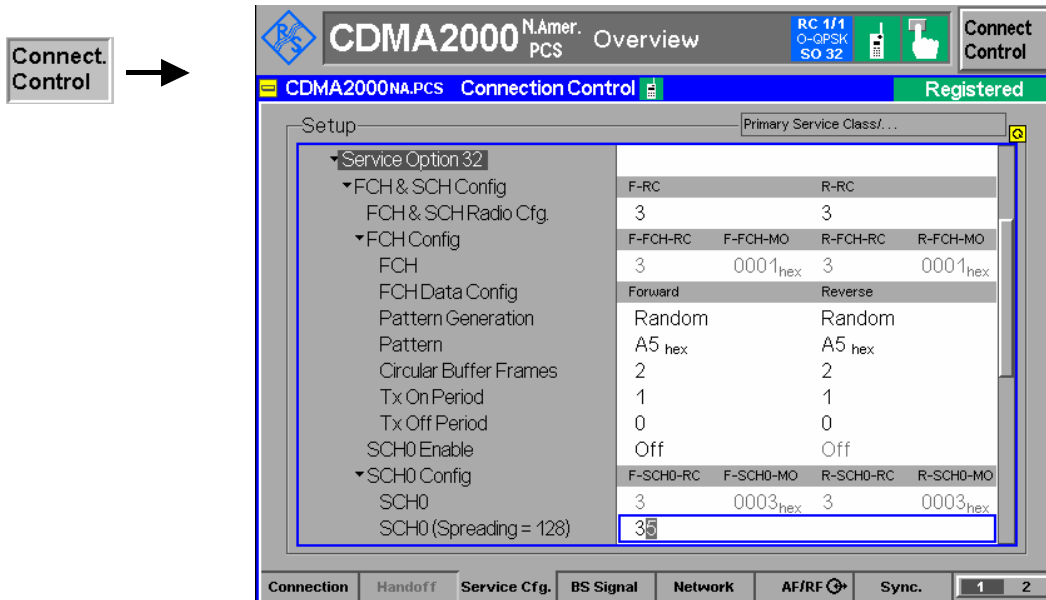 Connect.
Control
R S
CDMA2000 N.Amer. PCS Overview
RC 1/1
O-QPSK
SO 32
Connect
Control
CDMA2000 NA.PCS Connection Control
Registered
Setup
Primary Service Class/...
Service Option 32
FCH & SCH Config F-RC R-RC
FCH & SCH Radio Cfg. 3 3
FCH Config F-FCH-RC F-FCH-MO R-FCH-RC R-FCH-MO
FCH 3 0001hex 3 0001hex
FCH Data Config Forward Reverse
Pattern Generation Random Random
Pattern A5 hex A5 hex
Circular Buffer Frames 2 2
Tx On Period 1 1
Tx Off Period 0 0
SCH0 Enable Off Off
SCH0 Config F-SCH0-RC F-SCH0-MO R-SCH0-RC R-SCH0-MO
SCH0 3 0003hex 3 0003hex
SCH0 (Spreading = 128) 35
Connection Handoff Service Cfg. BS Signal Network AF/RF Sync. 1 2